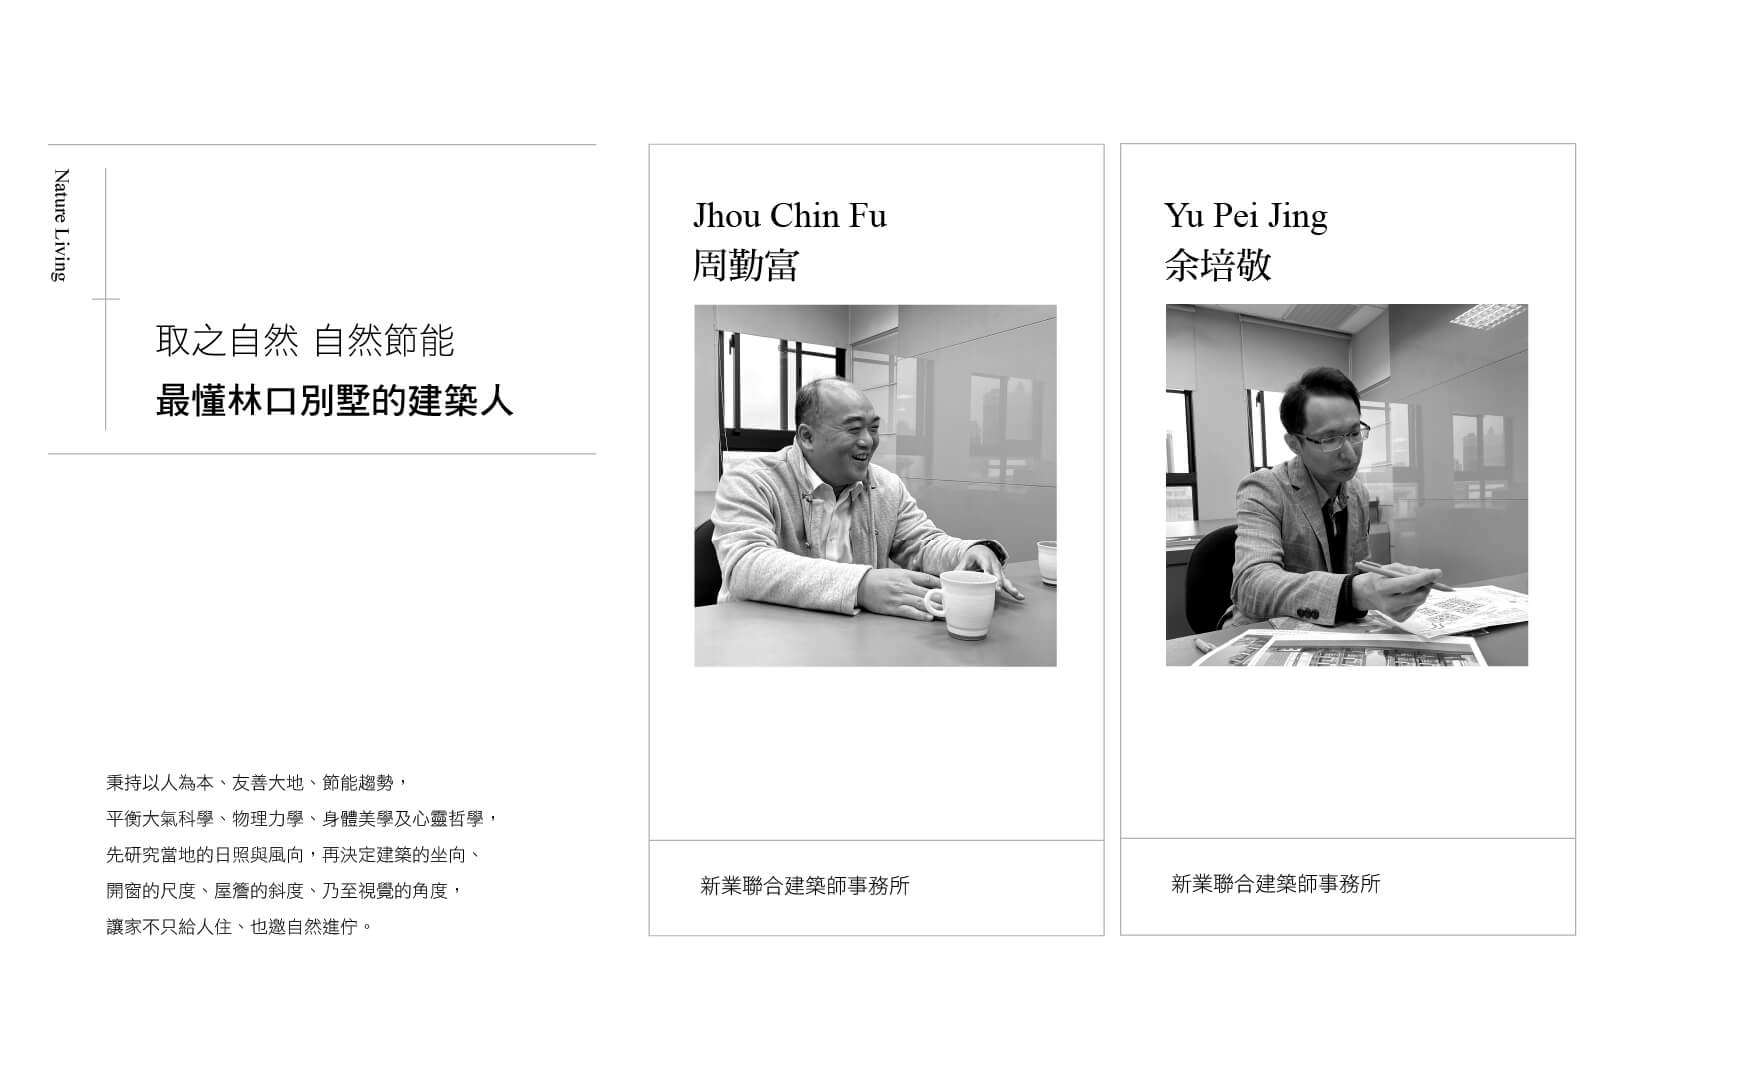 Nature Living
取之自然 自然節能
最懂林口別墅的建築人
秉持以人為本、友善大地、節能趨勢，
平衡大氣科學、物理力學、身體美學及心靈哲學，
先研究當地的日照與風向，再決定建築的坐向、
開窗的尺度、屋簷的斜度、乃至視覺的角度，
讓家不只給人住、也邀自然進佇。
Jhou Chin Fu
周勤富
新業聯合建築師事務所
Yu Pei Jing
余培敬
新業聯合建築師事務所